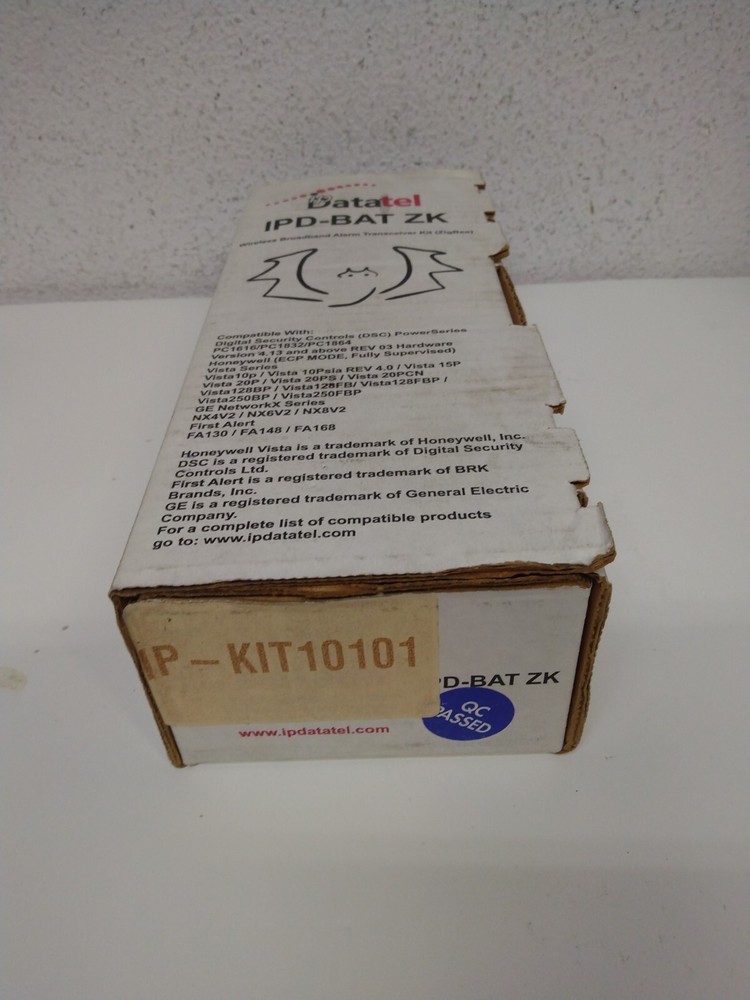 Datatel
IPD-BAT ZK
Wireless Broadband Alarm Transceiver Kit (ZigBee)
Compatible With:
Digital Security Controls (DSC) PowerSeries
PC1616/PC1832/PC1864
Version 4.13 and above REV 03 Hardware
Honeywell (ECP MODE, Fully Supervised)
Vista Series
Vista10p / Vista 10Psia REV 4.0 / Vista 15P
Vista 20P / Vista 20PS / Vista 20PCN
Vista128BP / Vista128FB/ Vista128FBP /
Vista250BP / Vista250FBP
GE NetworkX Series
NX4V2 / NX6V2 / NX8V2
First Alert
FA130 / FA148 / FA168
Honeywell Vista is a trademark of Honeywell, Inc.
DSC is a registered trademark of Digital Security
Controls Ltd.
First Alert is a registered trademark of BRK
Brands, Inc.
GE is a registered trademark of General Electric
Company.
For a complete list of compatible products
go to: www.ipdatatel.com
IP - KIT10101
PD-BAT ZK
QC
PASSED
www.ipdatatel.com